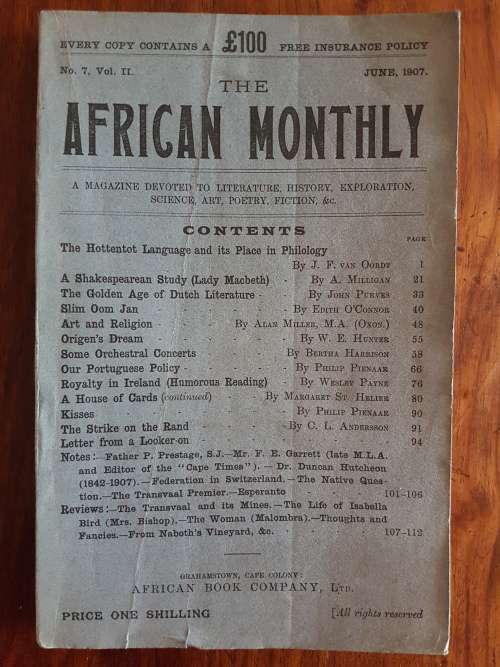 EVERY COPY CONTAINS A £100 FREE INSURANCE POLICY
No. 7, Vol. II. JUNE, 1907.
THE
AFRICAN MONTHLY
A MAGAZINE DEVOTED TO LITERATURE, HISTORY, EXPLORATION,
SCIENCE, ART, POETRY, FICTION, &c.
CONTENTS
PAGE
The Hottentot Language and its Place in Philology
By J. F. VAN OORDT 1
A Shakespearean Study (Lady Macbeth) - By A. MILLIGAN 21
The Golden Age of Dutch Literature - By JOHN PURVES 33
Slim Oom Jan - By EDITH O'CONNOR 40
Art and Religion - By ALAN MILLER, M.A. (OXON.) 48
Origen's Dream - By W. E. HUNTER 55
Some Orchestral Concerts - By BERTHA HARRISON 58
Our Portuguese Policy - By PHILIP PIENAAR 66
Royalty in Ireland (Humorous Reading) - By WESLEY PAYNE 76
A House of Cards (continued) - By MARGARET ST. HELIER 80
Kisses - By PHILIP PIENAAR 90
The Strike on the Rand - By C. L. ANDERSSON 91
Letter from a Looker-on - 94
Notes:—Father P. Prestage, S.J.—Mr. F. E. Garrett (late M.L.A.
and Editor of the "Cape Times").—Dr. Duncan Hutcheon
(1842-1907).—Federation in Switzerland.—The Native Ques-
tion.—The Transvaal Premier.—Esperanto - 101-106
Reviews:—The Transvaal and its Mines.—The Life of Isabella
Bird (Mrs. Bishop).—The Woman (Malombra).—Thoughts and
Fancies.—From Naboth's Vineyard, &c. - 107-112
GRAHAMSTOWN, CAPE COLONY:
AFRICAN BOOK COMPANY, LTD.
PRICE ONE SHILLING [All rights reserved